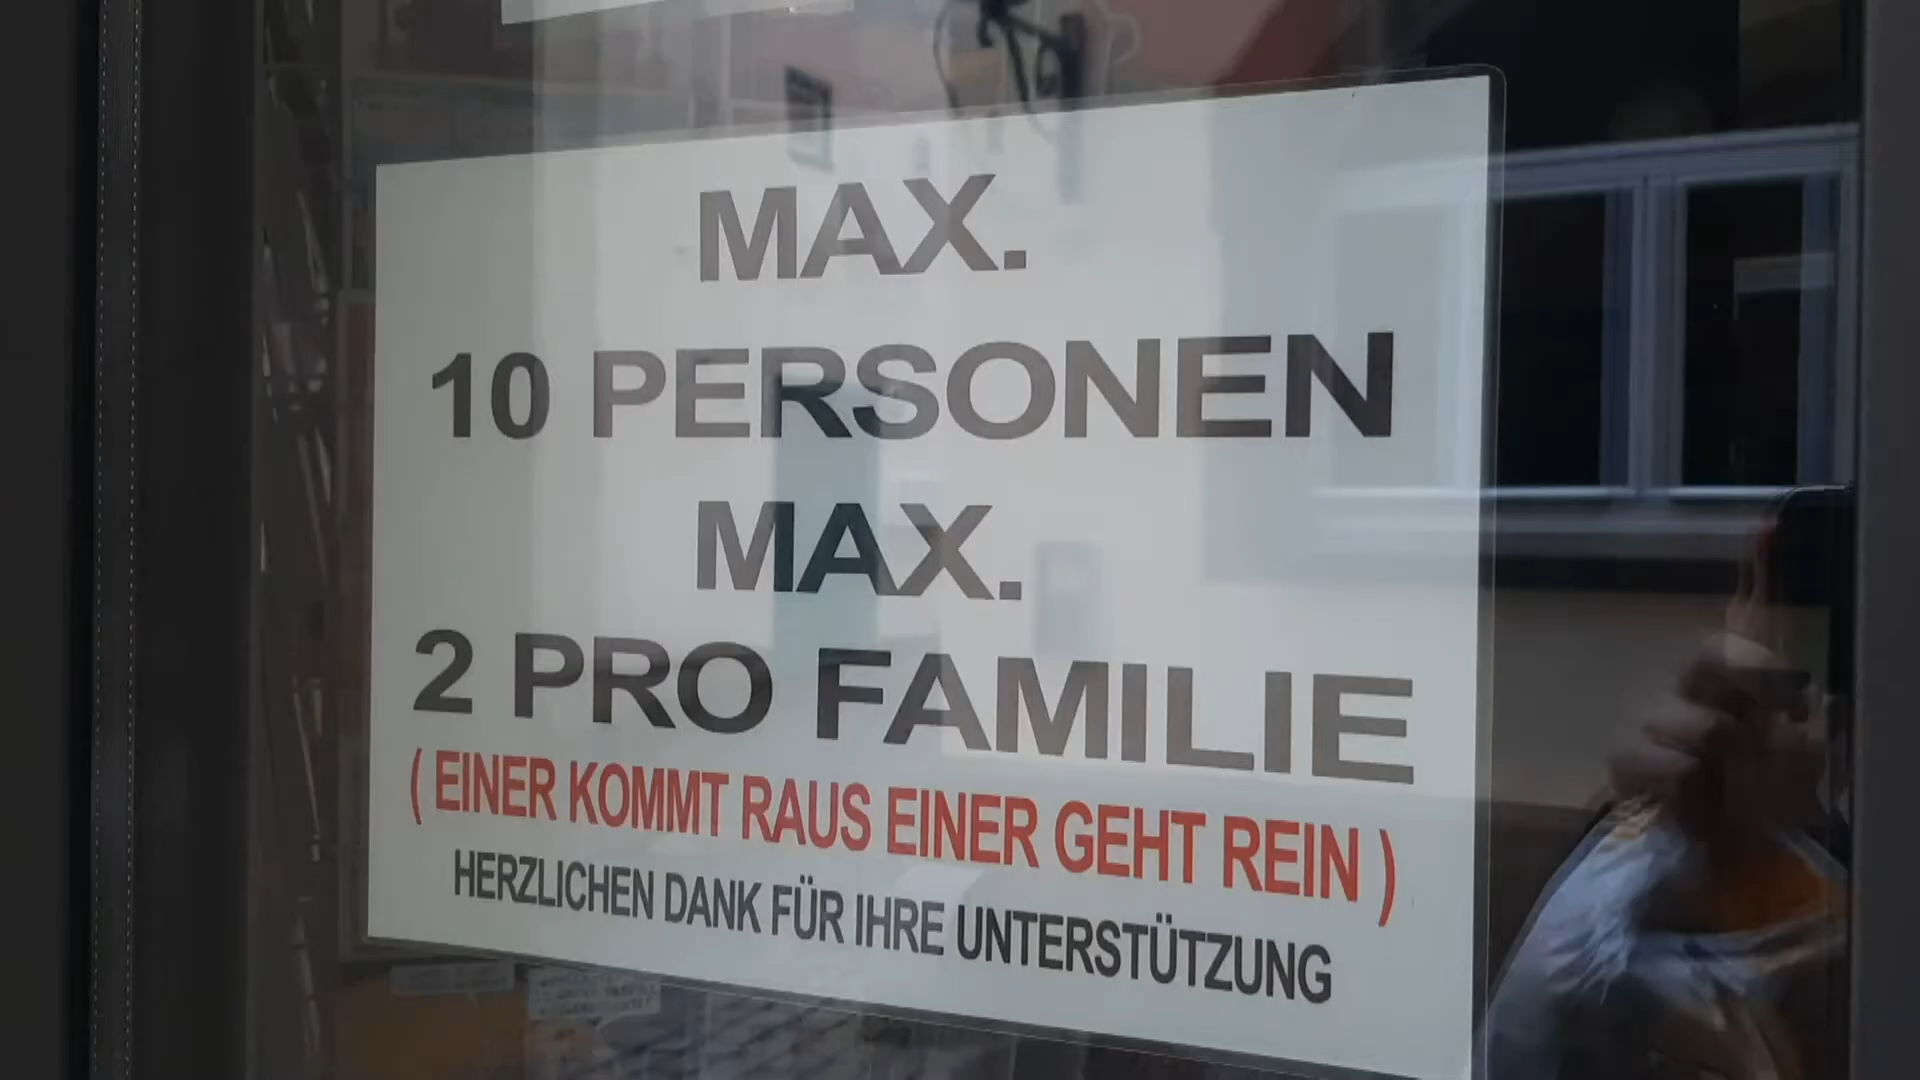 MAX.
10 PERSONEN
MAX.
2 PRO FAMILIE
( EINER KOMMT RAUS EINER GEHT REIN )
HERZLICHEN DANK FÜR IHRE UNTERSTÜTZUNG